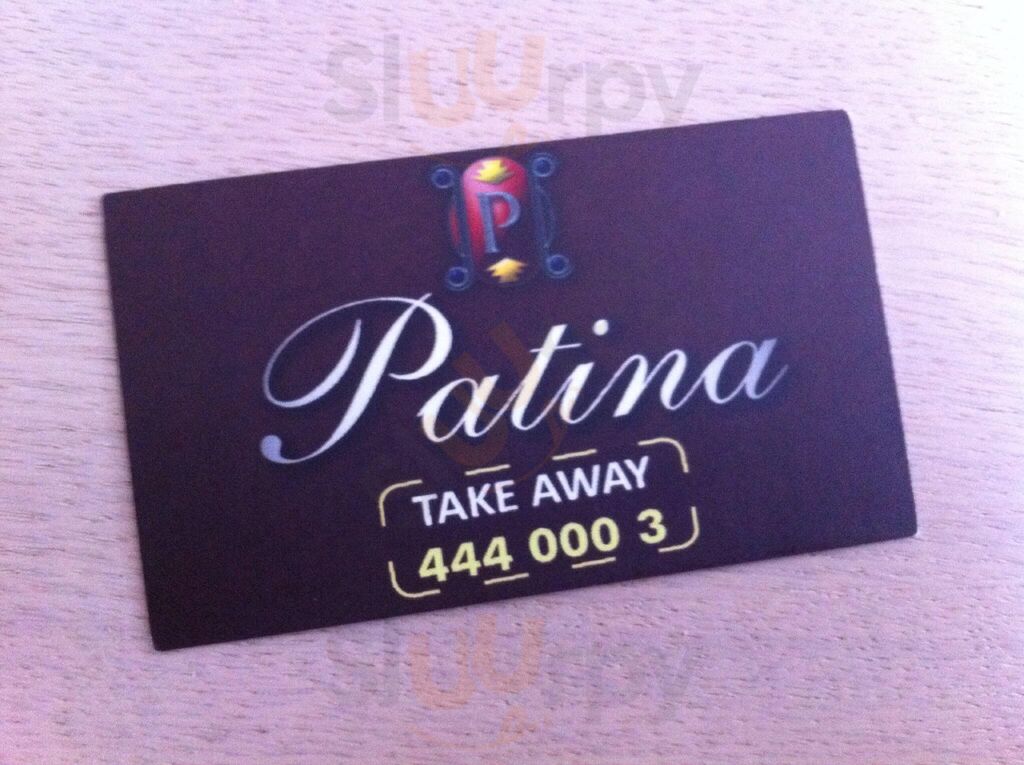 Sluurpy
P
Patina
TAKE AWAY
444 000 3
Sluurpy